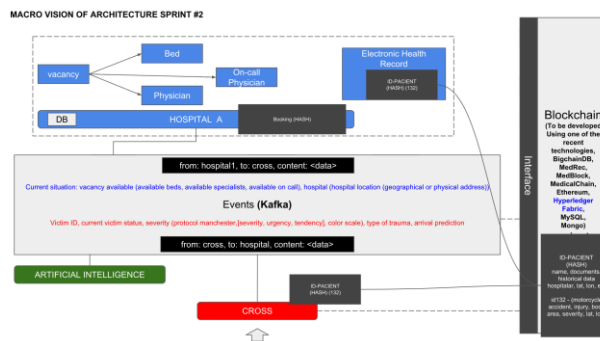 MACRO VISION OF ARCHITECTURE SPRINT #2
Bed
vacancy
On-call
Physician
Physician
Electronic Health
Record
ID-PACIENT
(HASH) (132)
DB
HOSPITAL A
Booking (HASH)
from: hospital1, to: cross, content: <data>
Current situation: vacancy available (available beds, available specialists, available on call), hospital (hospital location (geographical or physical address))
Events (Kafka)
Victim ID, current victim status, severity (protocol manchester,[severity, urgency, tendency], color scale), type of trauma, arrival prediction
from: cross, to: hospital, content: <data>
ARTIFICIAL INTELLIGENCE
ID-PACIENT
(HASH) (132)
CROSS
Interface
Blockchain
(To be developed
Using one of the
recent
technologies,
BigchainDB,
MedRec,
MedBlock,
MedicalChain,
Ethereum,
Hyperledger
Fabric,
MySQL,
Mongo)
ID-PACIENT
(HASH)
name, documents,
historical data
hospitalar, lat, lon,
id132 - (motorcycle
accident, injury,
area, severity, lat,